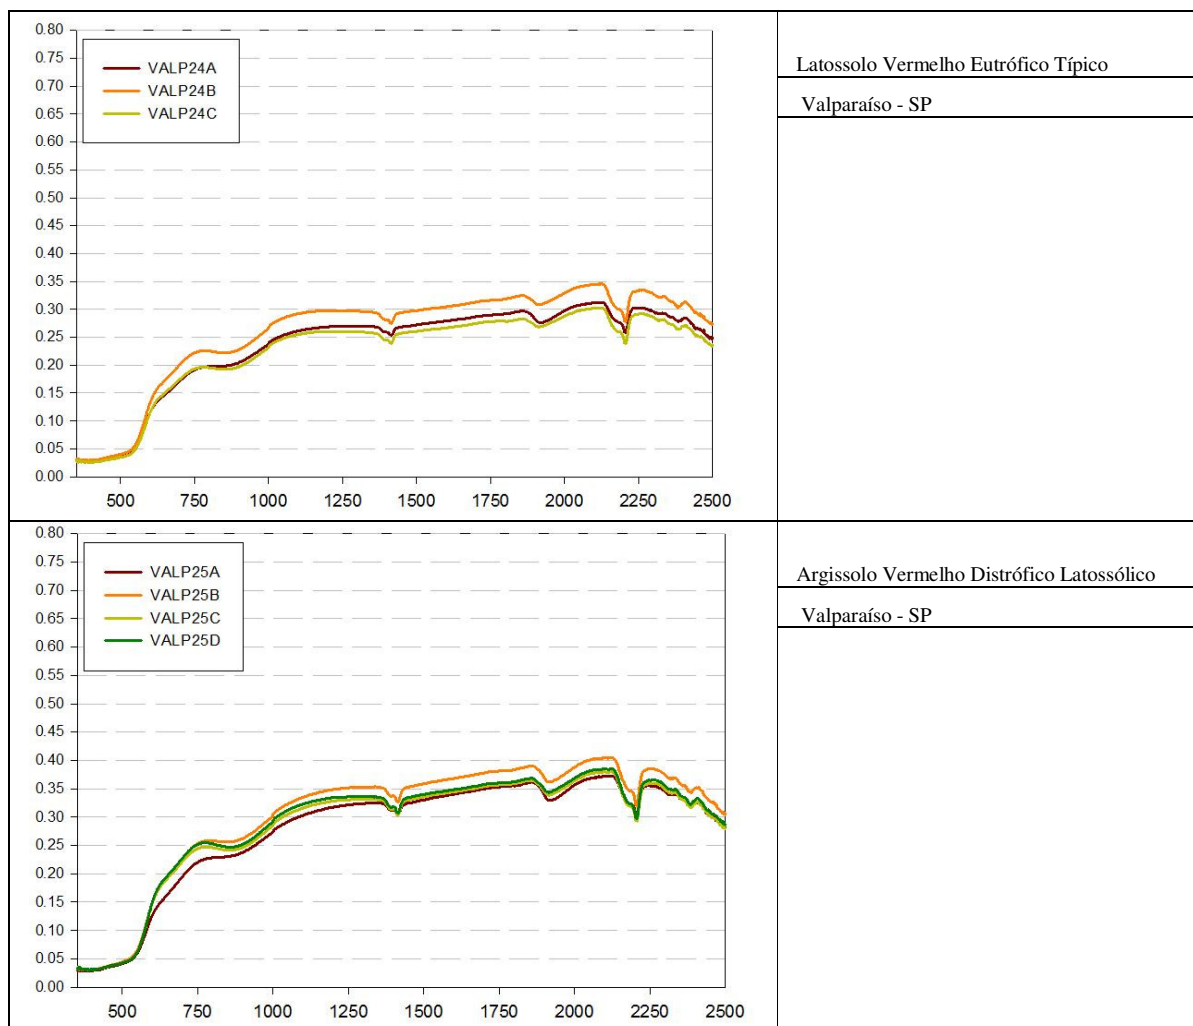 0.80
0.75
0.70
0.65
0.60
0.55
0.50
0.45
0.40
0.35
0.30
0.25
0.20
0.15
0.10
0.05
0.00
VALP24A
VALP24B
VALP24C
500 750 1000 1250 1500 1750 2000 2250 2500
Latossolo Vermelho Eutrófico Típico
Valparaíso - SP
0.80
0.75
0.70
0.65
0.60
0.55
0.50
0.45
0.40
0.35
0.30
0.25
0.20
0.15
0.10
0.05
0.00
VALP25A
VALP25B
VALP25C
VALP25D
500 750 1000 1250 1500 1750 2000 2250 2500
Argissolo Vermelho Distrófico Latossólico
Valparaíso - SP